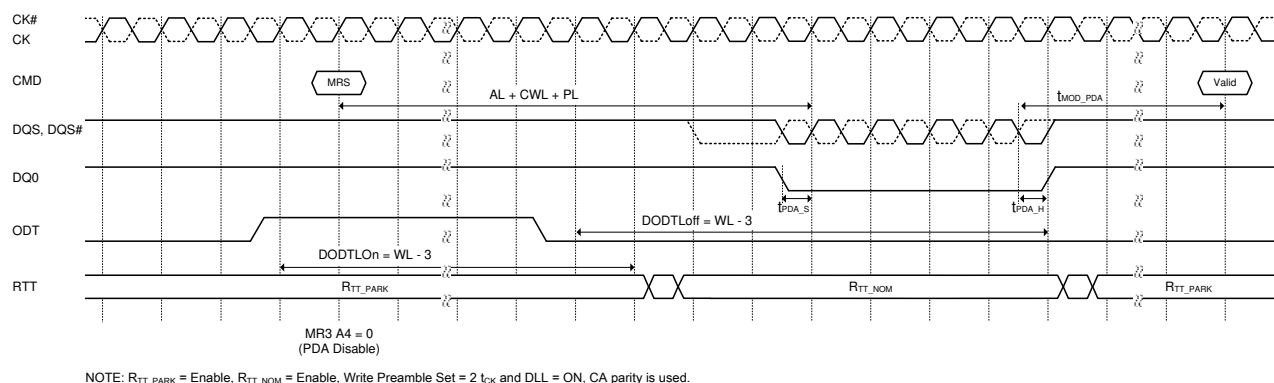 CK#
CK
CMD
MRS
Valid
AL + CWL + PL
tMOD_PDA
DQS, DQS#
DQ0
tPDA_S
tPDA_H
ODT
DODTLoff = WL - 3
DODTLOn = WL - 3
RTT
RTT_PARK
RTT_NOM
RTT_PARK
MR3 A4 = 0
(PDA Disable)
NOTE: RTT_PARK = Enable, RTT_NOM = Enable, Write Preamble Set = 2 tCK and DLL = ON, CA parity is used.